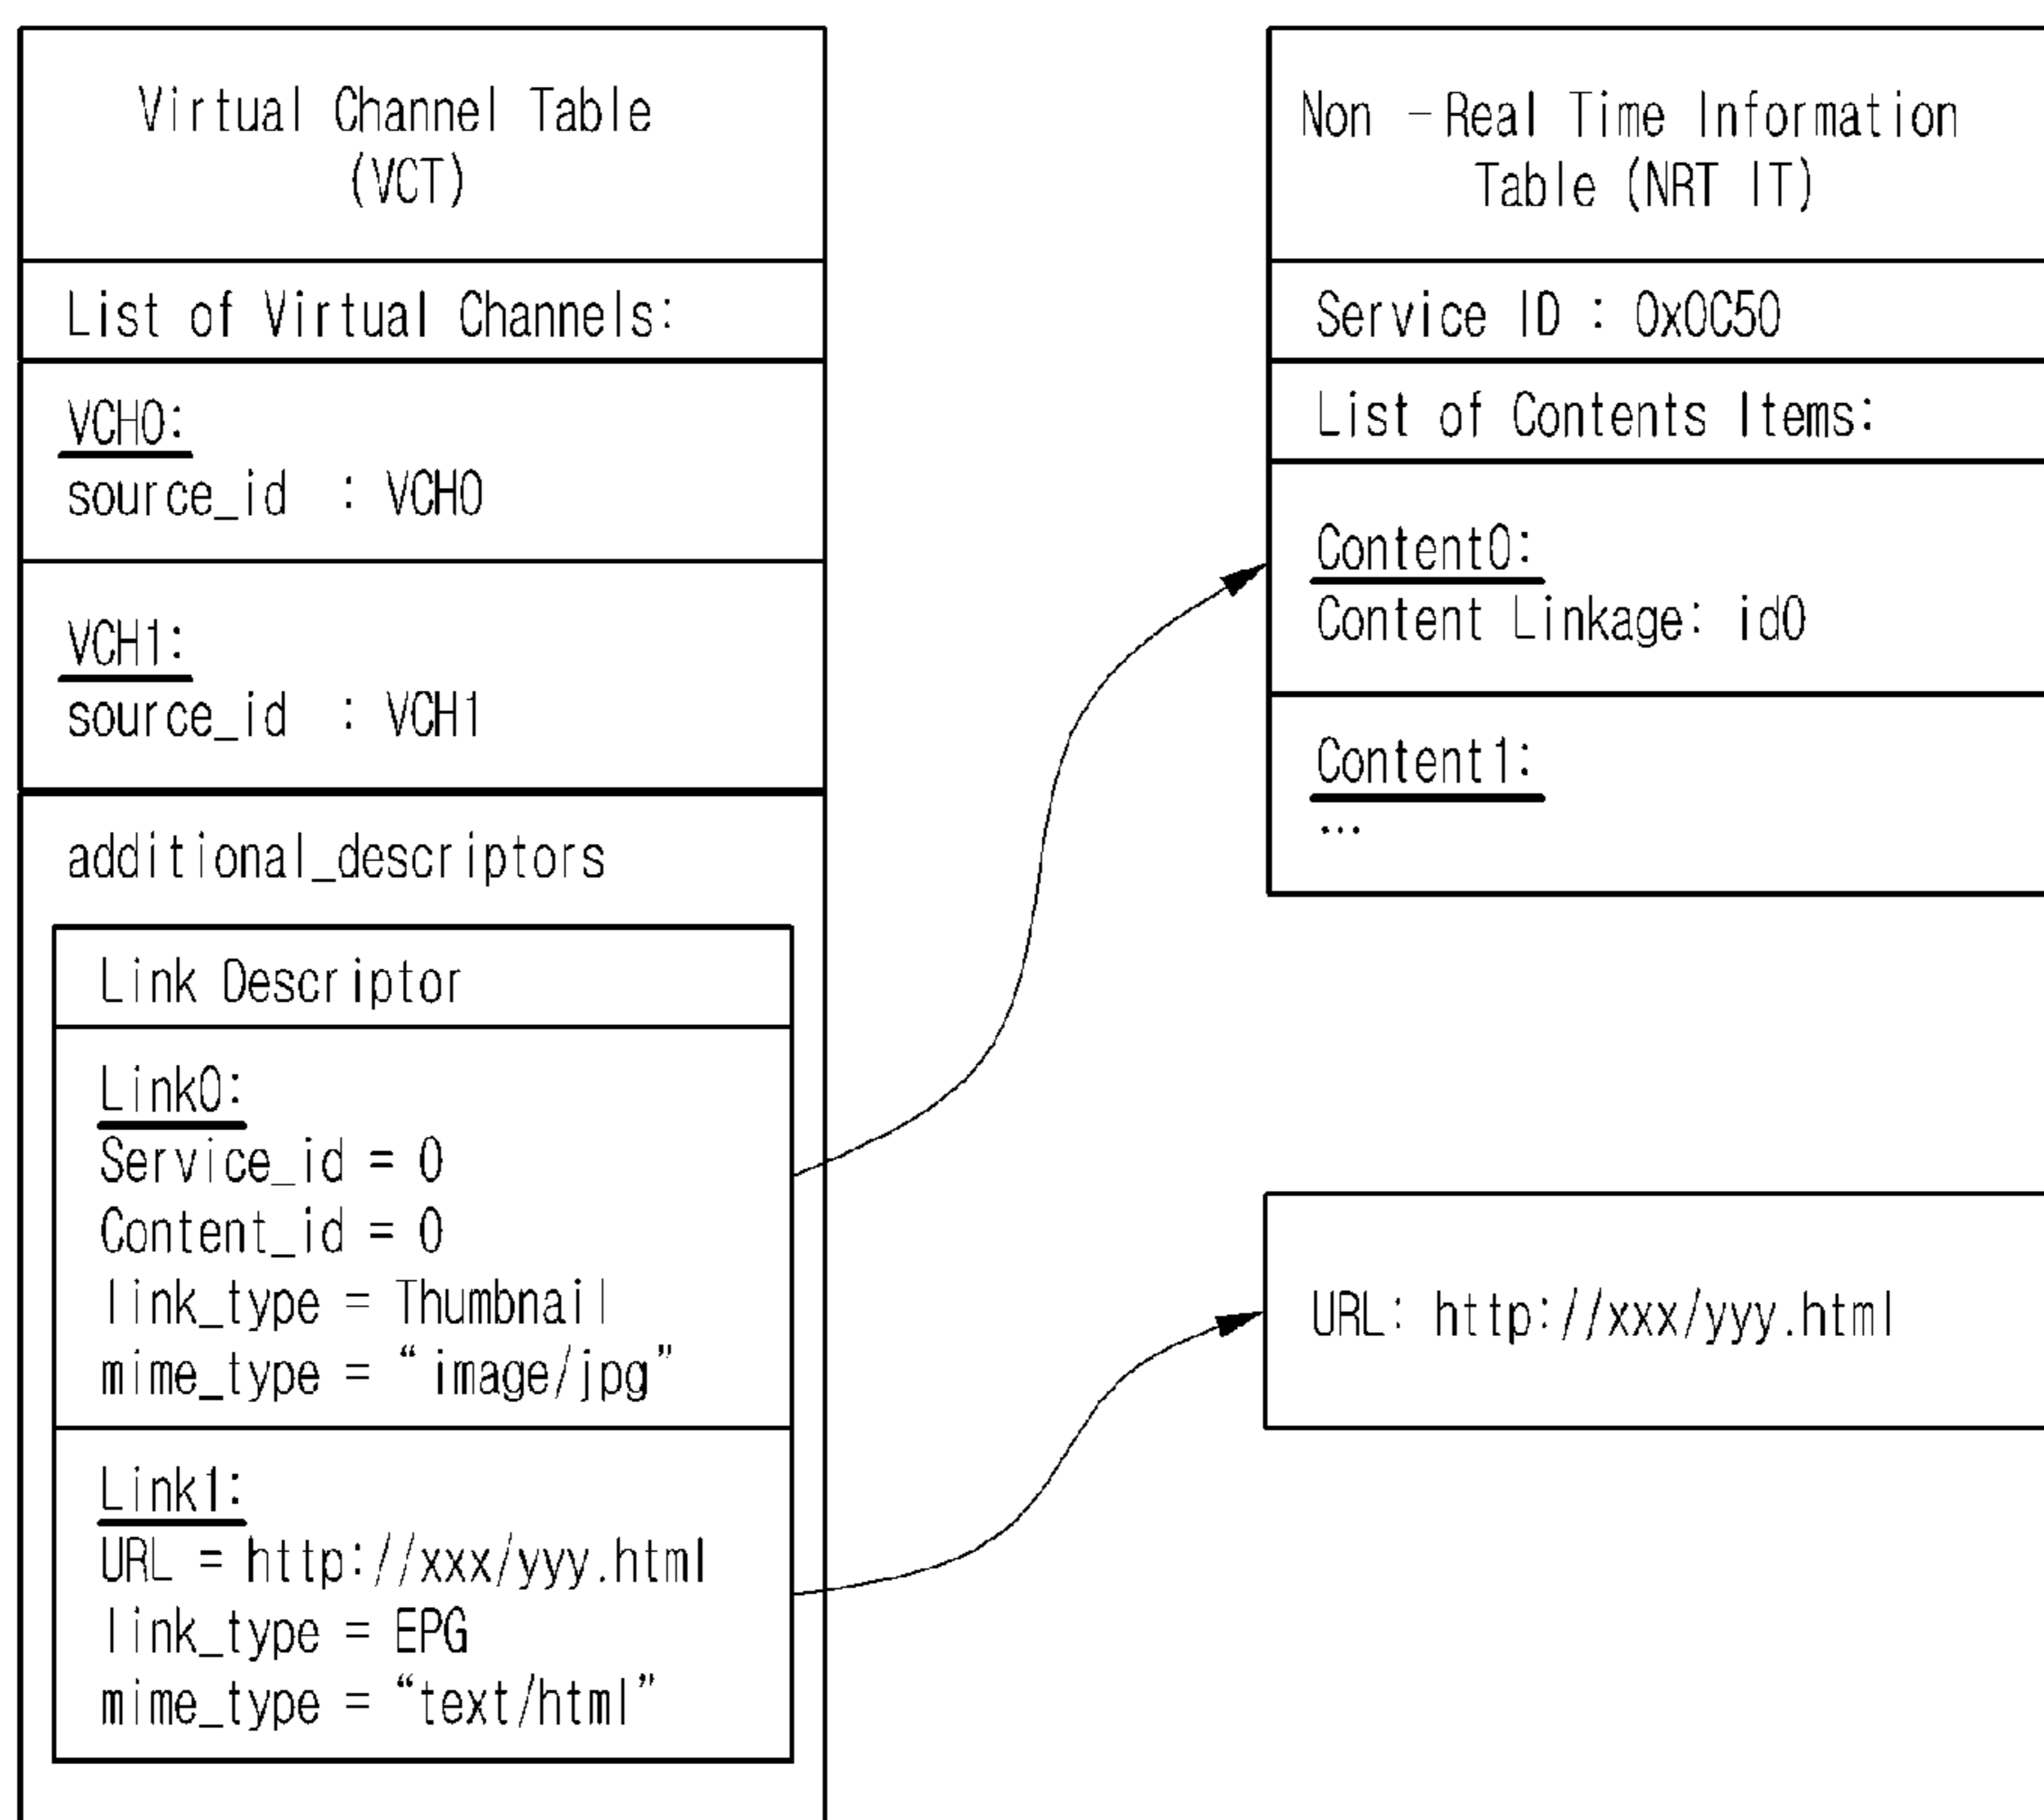 Virtual Channel Table
(VCT)
List of Virtual Channels:
VCH0:
source_id : VCH0
VCH1:
source_id : VCH1
additional_descriptors
Link Descriptor
Link0:
Service_id = 0
Content_id = 0
link_type = Thumbnail
mime_type = “image/jpg”
Link1:
URL = http://xxx/yyy.html
link_type = EPG
mime_type = “text/html”
Non -Real Time Information
Table (NRT IT)
Service ID : 0x0C50
List of Contents Items:
Content0:
Content Linkage: id0
Content1:
...
URL: http://xxx/yyy.html